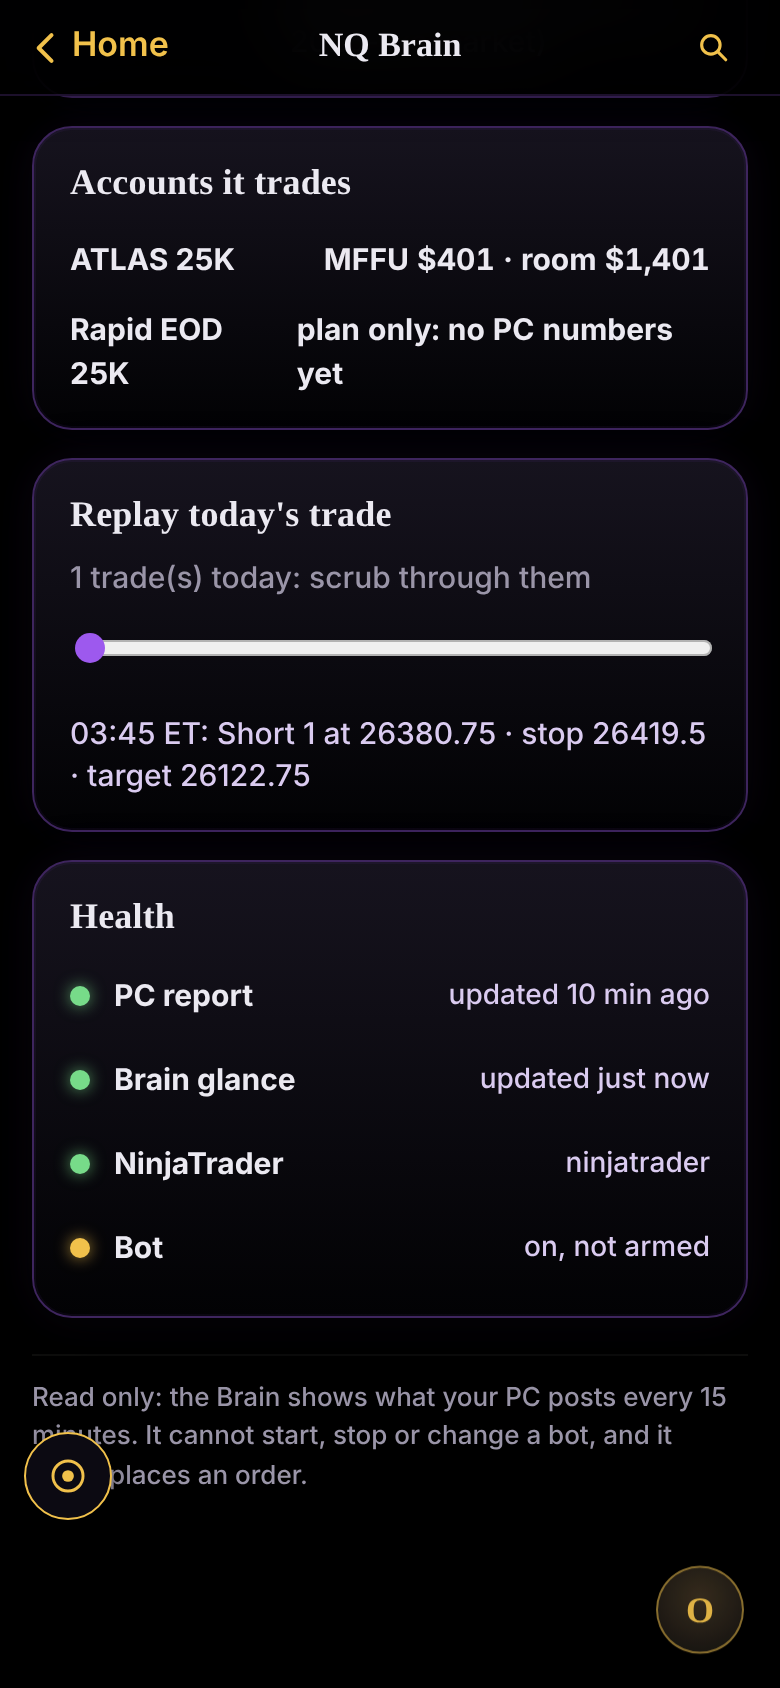 Home
NQ Brain
Accounts it trades
ATLAS 25K MFFU $401 · room $1,401
Rapid EOD 25K
plan only: no PC numbers yet
Replay today's trade
1 trade(s) today: scrub through them
03:45 ET: Short 1 at 26380.75 · stop 26419.5
· target 26122.75
Health
PC report updated 10 min ago
Brain glance updated just now
NinjaTrader ninjatrader
Bot on, not armed
Read only: the Brain shows what your PC posts every 15
minutes. It cannot start, stop or change a bot, and it
places an order.
O